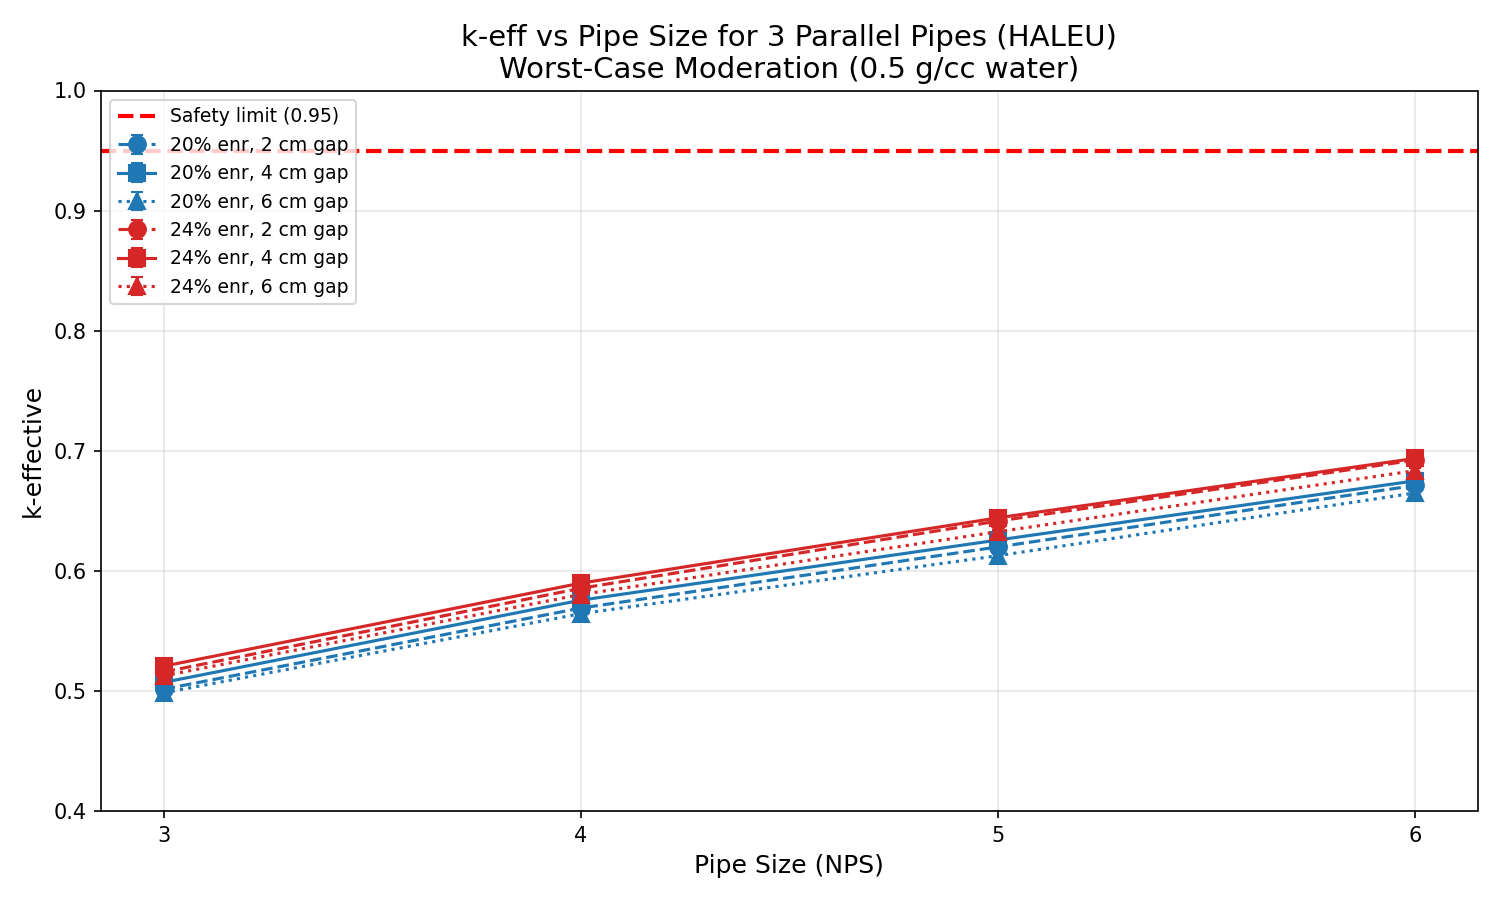 k-eff vs Pipe Size for 3 Parallel Pipes (HALEU)
Worst-Case Moderation (0.5 g/cc water)
1.0
0.9
0.8
0.7
0.6
0.5
0.4
k-effective
Safety limit (0.95)
20% enr, 2 cm gap
20% enr, 4 cm gap
20% enr, 6 cm gap
24% enr, 2 cm gap
24% enr, 4 cm gap
24% enr, 6 cm gap
3 4 5 6
Pipe Size (NPS)